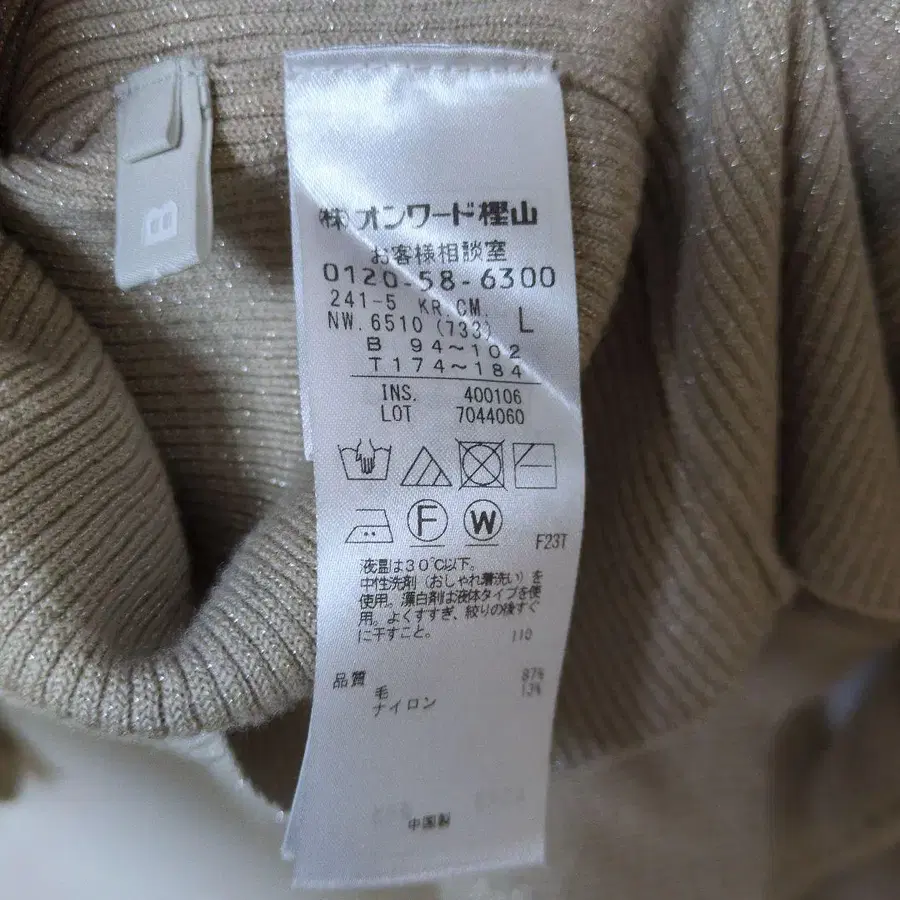 B
㈱オンワード樫山
お客様相談室
0120-58-6300
241-5 KR.CM.
NW.6510 (733) L
B 94～102
T174～184
INS. 400106
LOT 7044060
F
W
F23T
液温は30℃以下。
中性洗剤（おしゃれ着洗い）を
使用。漂白剤は液体タイプを使
用。よくすすぎ、絞りの後すぐ
に干すこと。
110
品質
毛 87%
ナイロン 13%
中国製